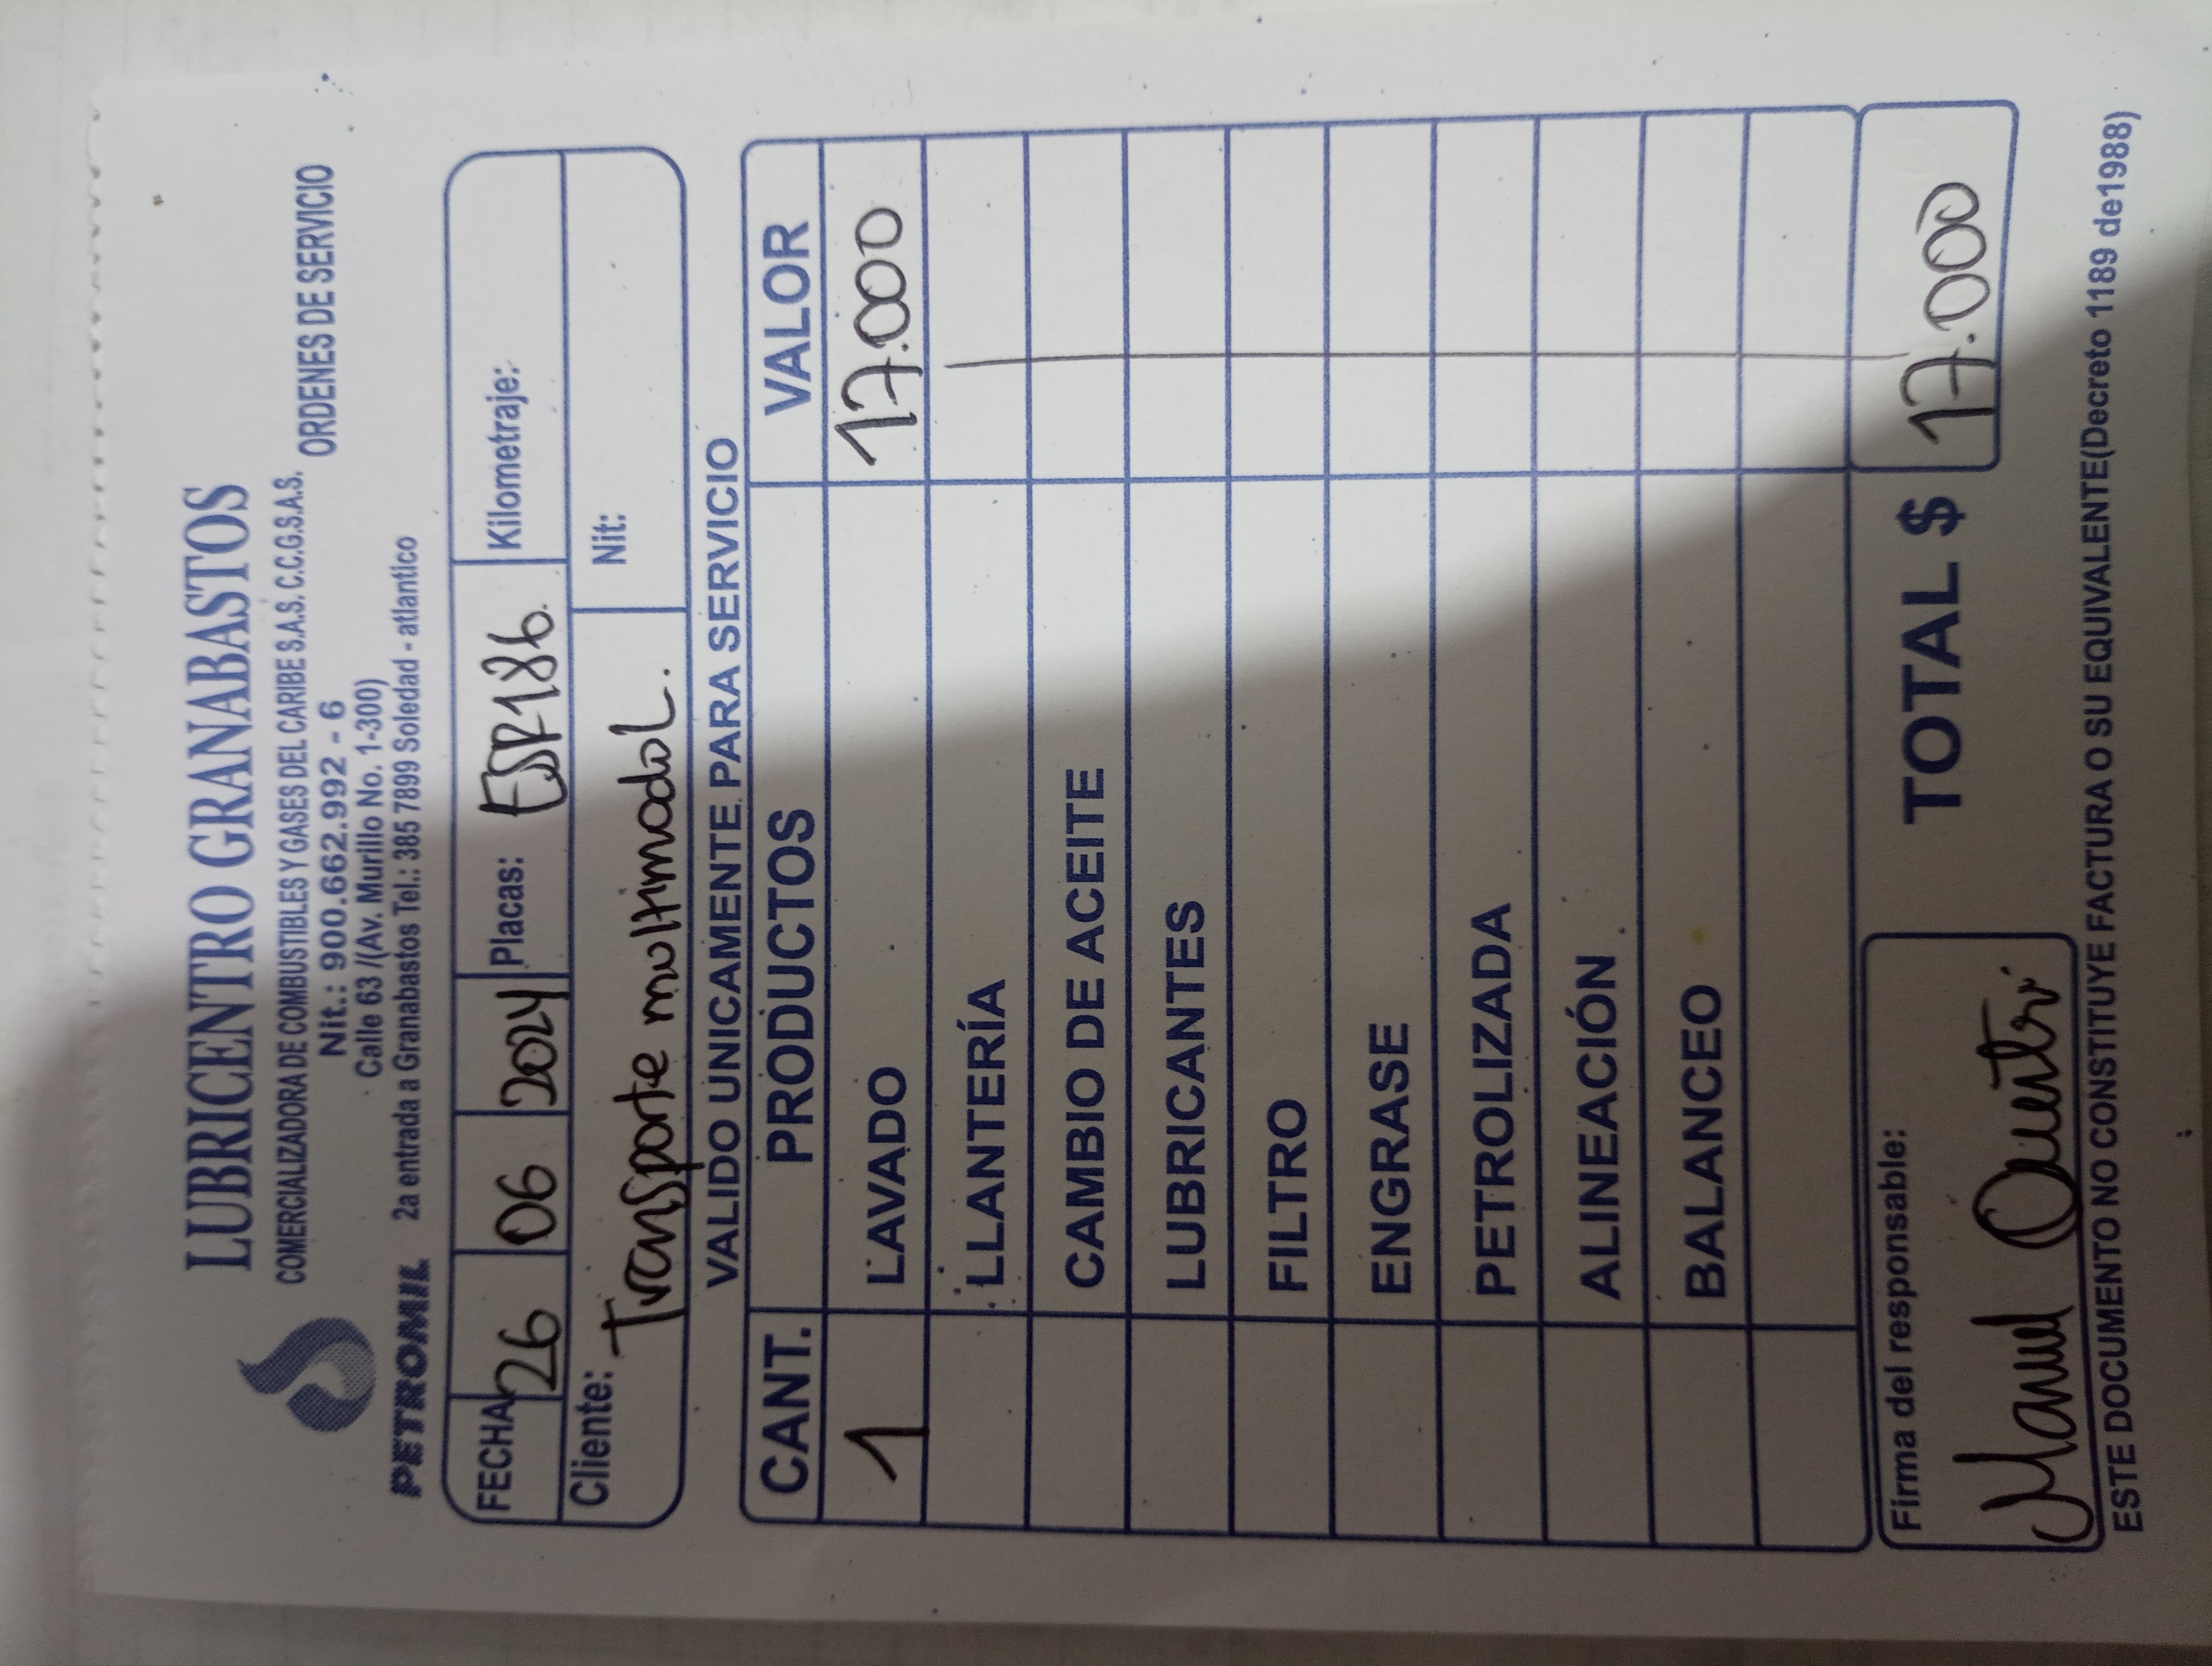 LUBRICENTRO GRANABASTOS
COMERCIALIZADORA DE COMBUSTIBLES Y GASES DEL CARIBE S.A.S. C.C.G.S.A.S.
Nit.: 900.662.992 - 6
ORDENES DE SERVICIO
Calle 63 /(Av. Murillo No. 1-300)
PETROMIL 2a entrada a Granabastos Tel.: 385 7899 Soledad - atlantico
FECHA 26 06 2024 Placas: ESR186. Kilometraje:
Cliente: Transporte multimodal. Nit:
VALIDO UNICAMENTE PARA SERVICIO
CANT. PRODUCTOS VALOR
1 LAVADO 17.000
LLANTERÍA
CAMBIO DE ACEITE
LUBRICANTES
FILTRO
ENGRASE
PETROLIZADA
ALINEACIÓN
BALANCEO
Firma del responsable: TOTAL $ 17.000
Manuel
ESTE DOCUMENTO NO CONSTITUYE FACTURA O SU EQUIVALENTE(Decreto 1189 de1988)